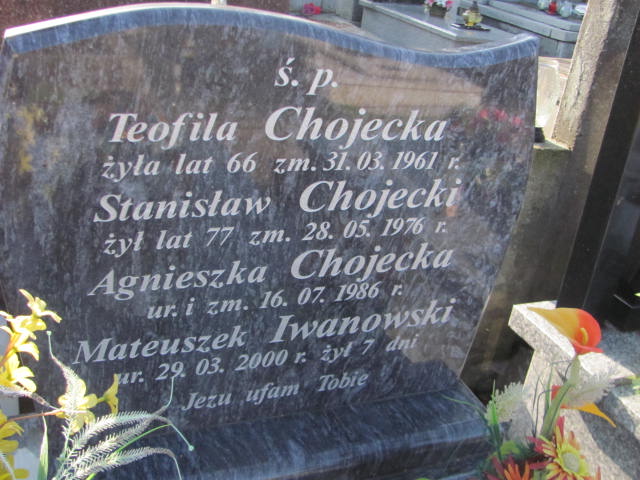 ś. p.
Teofila Chojecka
żyła lat 66 zm. 31. 03. 1961 r.
Stanisław Chojecki
żył lat 77 zm. 28. 05. 1976 r.
Agnieszka Chojecka
ur. i zm. 16. 07. 1986 r.
Mateuszek Iwanowski
ur. 29. 03. 2000 r. żył 7 dni
Jezu ufam Tobie